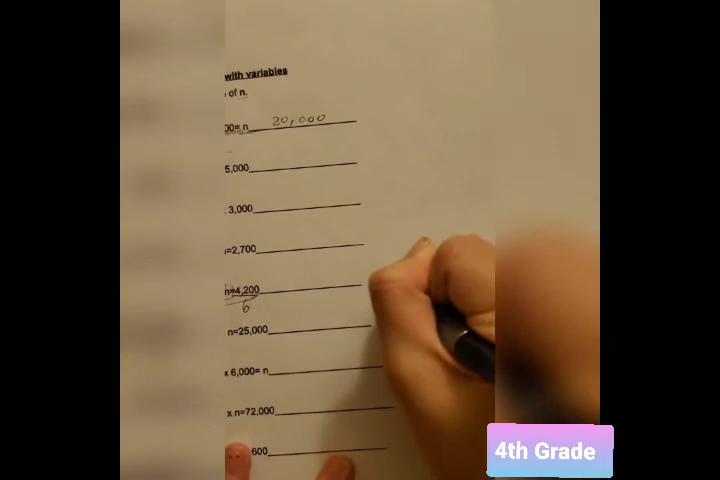 with variables
of n.
00= n 20,000
5,000
3,000
=2,700
n=4,200
6
n=25,000
x 6,000= n
x n=72,000
600
4th Grade